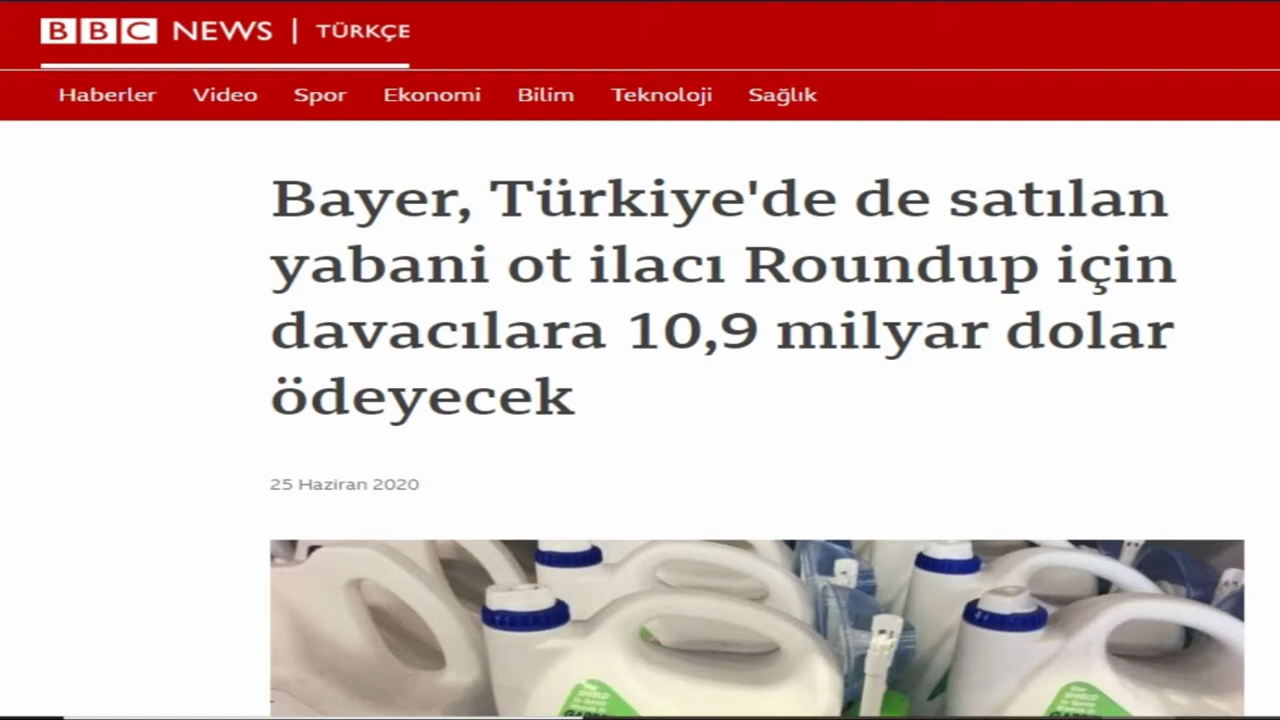 BBC NEWS | TÜRKÇE
Haberler Video Spor Ekonomi Bilim Teknoloji Sağlık
Bayer, Türkiye'de de satılan
yabani ot ilacı Roundup için
davacılara 10,9 milyar dolar
ödeyecek
25 Haziran 2020